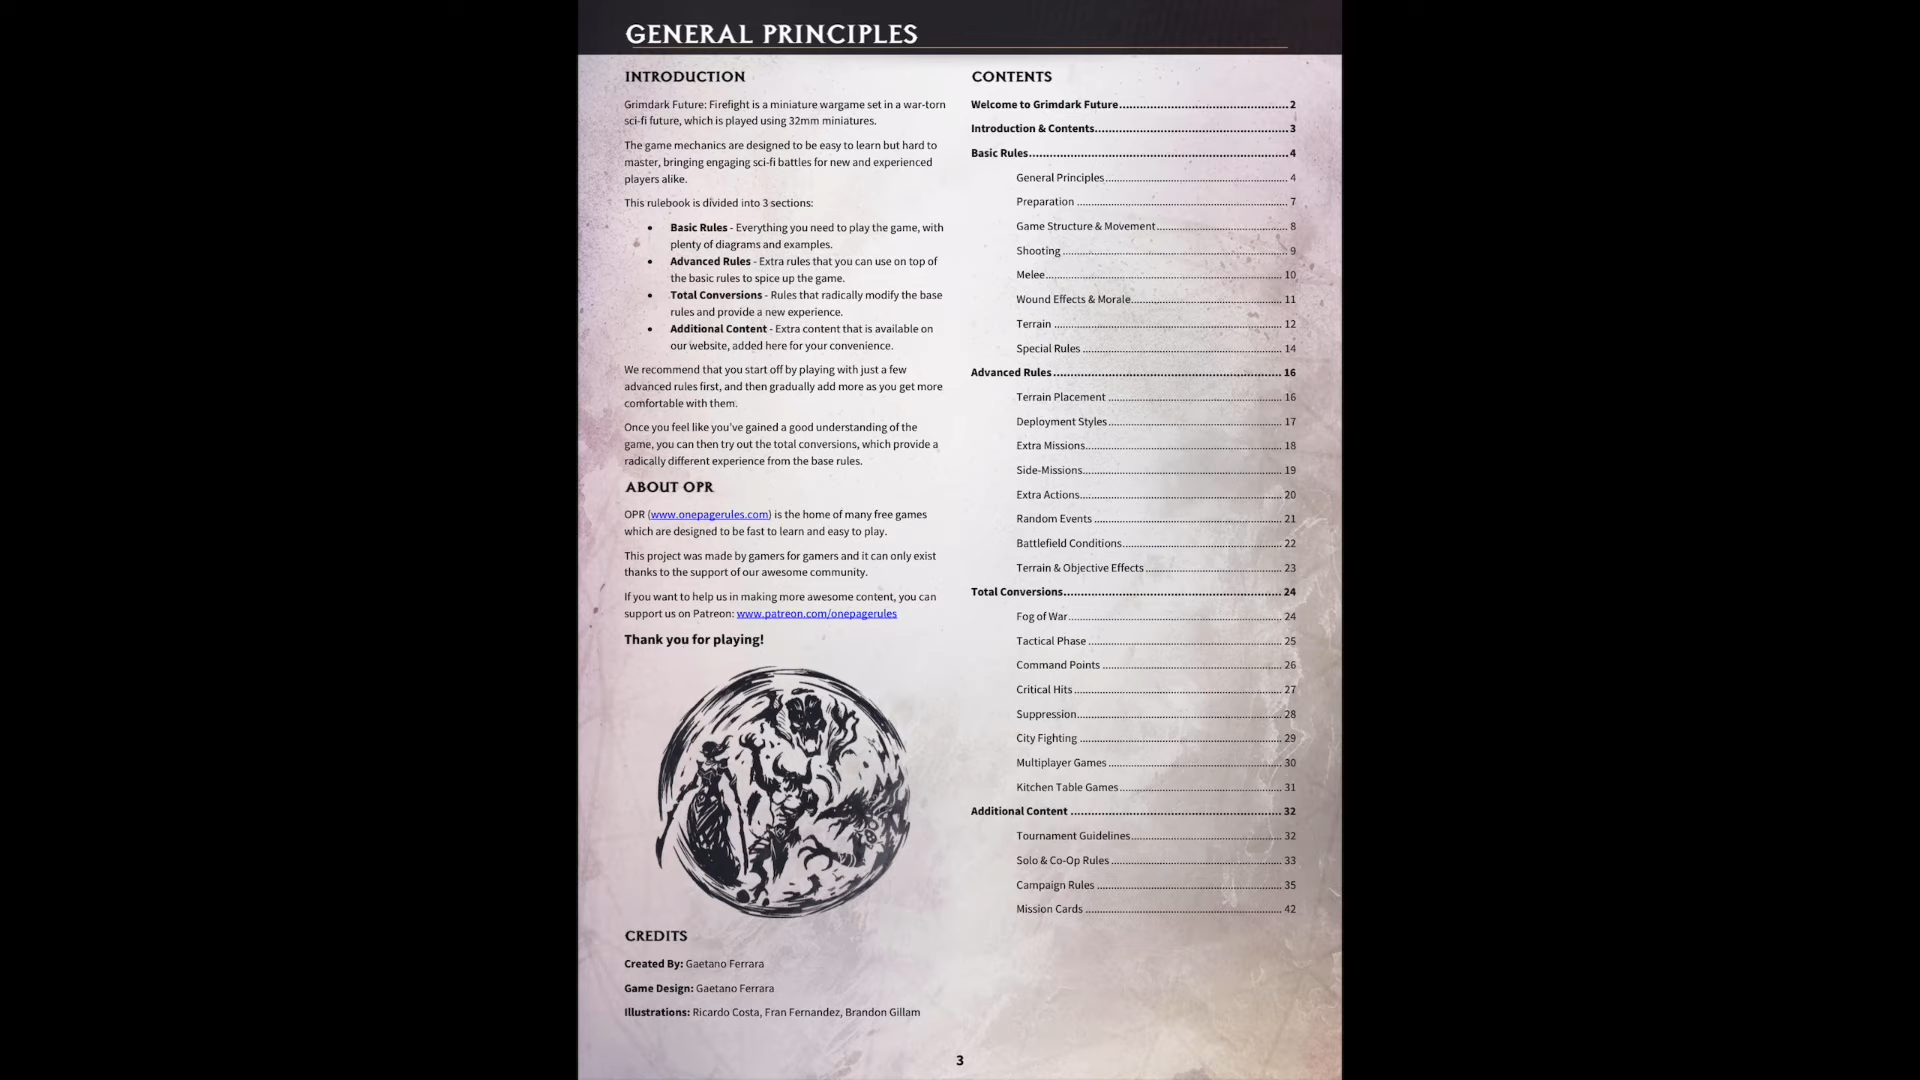 GENERAL PRINCIPLES
INTRODUCTION
Grimdark Future: Firefight is a miniature wargame set in a war-torn
sci-fi future, which is played using 32mm miniatures.
The game mechanics are designed to be easy to learn but hard to
master, bringing engaging sci-fi battles for new and experienced
players alike.
This rulebook is divided into 3 sections:
• Basic Rules - Everything you need to play the game, with
plenty of diagrams and examples.
• Advanced Rules - Extra rules that you can use on top of
the basic rules to spice up the game.
• Total Conversions - Rules that radically modify the base
rules and provide a new experience.
• Additional Content - Extra content that is available on
our website, added here for your convenience.
We recommend that you start off by playing with just a few
advanced rules first, and then gradually add more as you get more
comfortable with them.
Once you feel like you've gained a good understanding of the
game, you can then try out the total conversions, which provide a
radically different experience from the base rules.
ABOUT OPR
OPR (www.onepagerules.com) is the home of many free games
which are designed to be fast to learn and easy to play.
This project was made by gamers for gamers and it can only exist
thanks to the support of our awesome community.
If you want to help us in making more awesome content, you can
support us on Patreon: www.patreon.com/onepagerules
Thank you for playing!
CREDITS
Created By: Gaetano Ferrara
Game Design: Gaetano Ferrara
Illustrations: Ricardo Costa, Fran Fernandez, Brandon Gillam
CONTENTS
Welcome to Grimdark Future 2
Introduction & Contents 3
Basic Rules 4
General Principles 4
Preparation 7
Game Structure & Movement 8
Shooting 9
Melee 10
Wound Effects & Morale 11
Terrain 12
Special Rules 14
Advanced Rules 16
Terrain Placement 16
Deployment Styles 17
Extra Missions 18
Side-Missions 19
Extra Actions 20
Random Events 21
Battlefield Conditions 22
Terrain & Objective Effects 23
Total Conversions 24
Fog of War 24
Tactical Phase 25
Command Points 26
Critical Hits 27
Suppression 28
City Fighting 29
Multiplayer Games 30
Kitchen Table Games 31
Additional Content 32
Tournament Guidelines 32
Solo & Co-Op Rules 33
Campaign Rules 35
Mission Cards 42
3